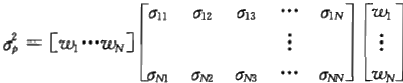 σ²ₚ = [w₁ ⋯ w_N] [σ₁₁ σ₁₂ σ₁₃ ⋯ σ₁N] [w₁]
⋮ ⋮ ⋮
[σN₁ σN₂ σN₃ ⋯ σNN] [w_N]